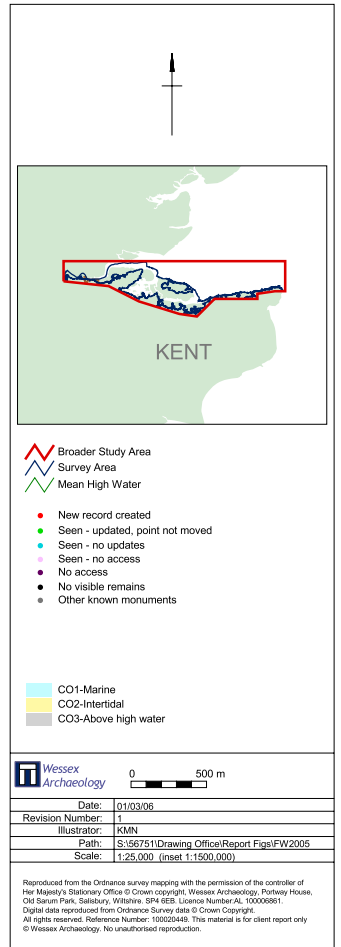 KENT
Broader Study Area
Survey Area
Mean High Water
New record created
Seen - updated, point not moved
Seen - no updates
Seen - no access
No access
No visible remains
Other known monuments
CO1-Marine
CO2-Intertidal
CO3-Above high water
Wessex
Archaeology
0 500 m
Date: 01/03/06
Revision Number: 1
Illustrator: KMN
Path: S:\56751\Drawing Office\Report Figs\FW2005
Scale: 1:25,000 (inset 1:1500,000)
Reproduced from the Ordnance survey mapping with the permission of the controller of
Her Majesty's Stationary Office © Crown copyright, Wessex Archaeology, Portway House,
Old Sarum Park, Salisbury, Wiltshire. SP4 6EB. Licence Number:AL 100006861.
Digital data reproduced from Ordnance Survey data © Crown Copyright.
All rights reserved. Reference Number: 100020449. This material is for client report only
© Wessex Archaeology. No unauthorised reproduction.